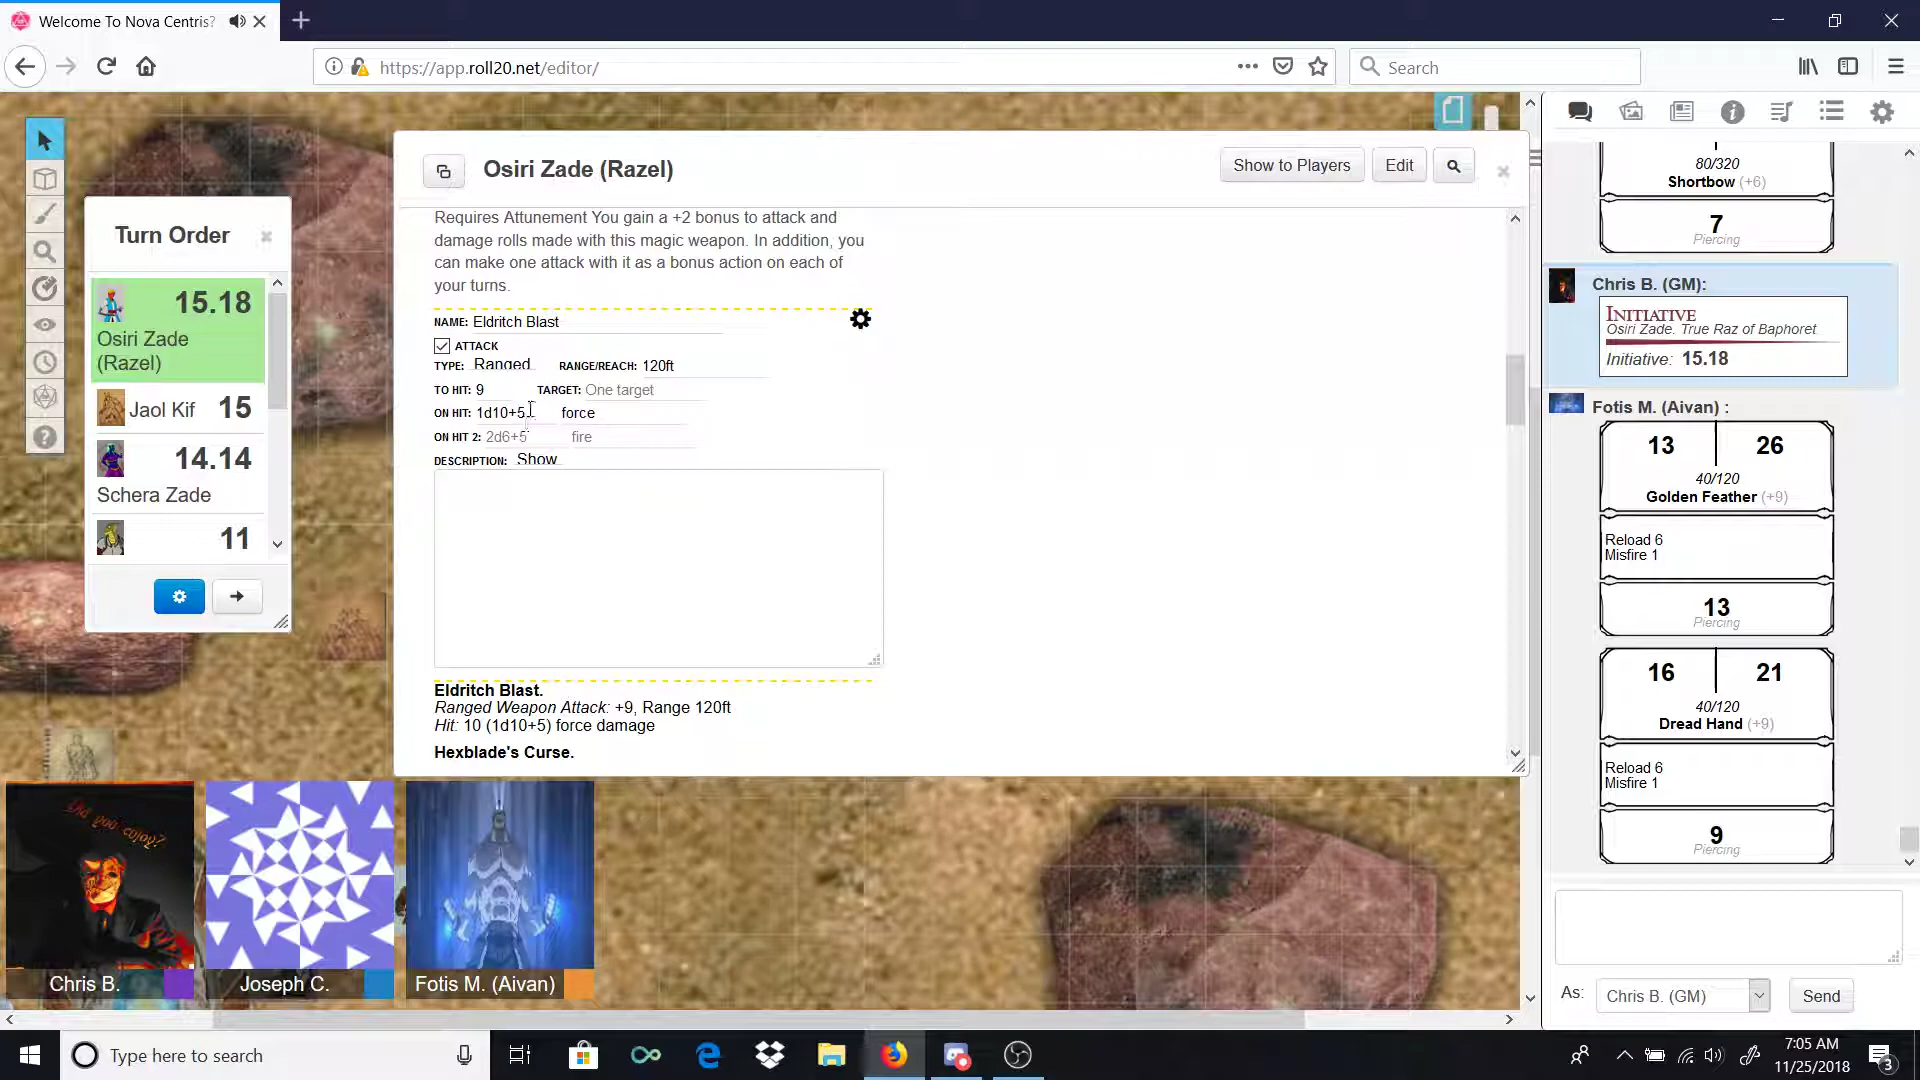 Welcome To Nova Centris?
https://app.roll20.net/editor/
Search
Turn Order
15.18
Osiri Zade
(Razel)
Jaol Kif 15
14.14
Schera Zade
11
Osiri Zade (Razel)
Show to Players
Edit
Requires Attunement You gain a +2 bonus to attack and
damage rolls made with this magic weapon. In addition, you
can make one attack with it as a bonus action on each of
your turns.
NAME: Eldritch Blast
ATTACK
TYPE: Ranged RANGE/REACH: 120ft
TO HIT: 9 TARGET: One target
ON HIT: 1d10+5 force
ON HIT 2: 2d6+5 fire
DESCRIPTION: Show
Eldritch Blast.
Ranged Weapon Attack: +9, Range 120ft
Hit: 10 (1d10+5) force damage
Hexblade's Curse.
80/320
Shortbow (+6)
7
Piercing
Chris B. (GM):
INITIATIVE
Osiri Zade. True Raz of Baphoret
Initiative: 15.18
Fotis M. (Aivan) :
13 26
40/120
Golden Feather (+9)
Reload 6
Misfire 1
13
Piercing
16 21
40/120
Dread Hand (+9)
Reload 6
Misfire 1
9
Piercing
As: Chris B. (GM) Send
Did you enjoy?
Chris B.
Joseph C.
Fotis M. (Aivan)
Type here to search
7:05 AM
11/25/2018
3